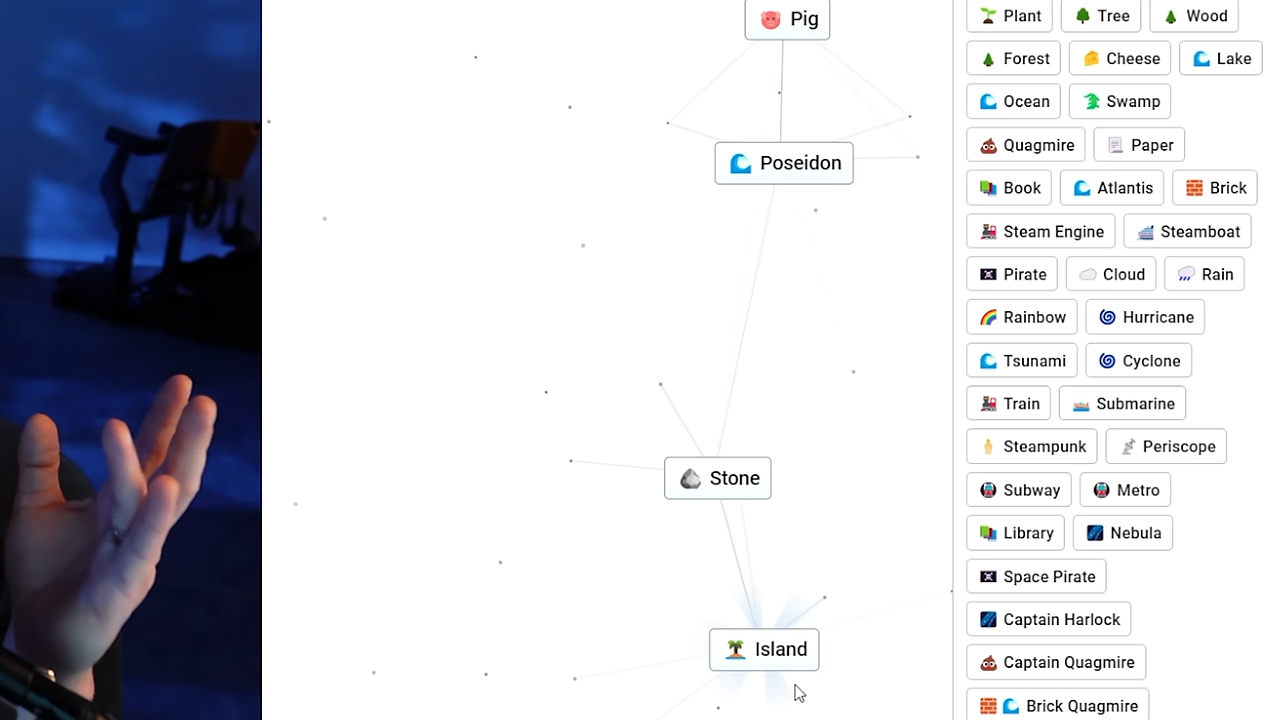 Pig
Poseidon
Stone
Island
Plant Tree Wood
Forest Cheese Lake
Ocean Swamp
Quagmire Paper
Book Atlantis Brick
Steam Engine Steamboat
Pirate Cloud Rain
Rainbow Hurricane
Tsunami Cyclone
Train Submarine
Steampunk Periscope
Subway Metro
Library Nebula
Space Pirate
Captain Harlock
Captain Quagmire
Brick Quagmire